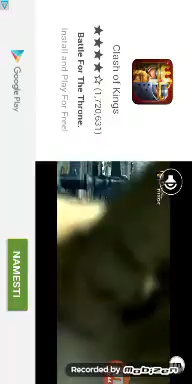 Clash of Kings
★★★★☆ (1,720,631)
Battle For The Throne.
Install and Play For Free!
Google Play
NAMESTI
Recorded by Mobizen